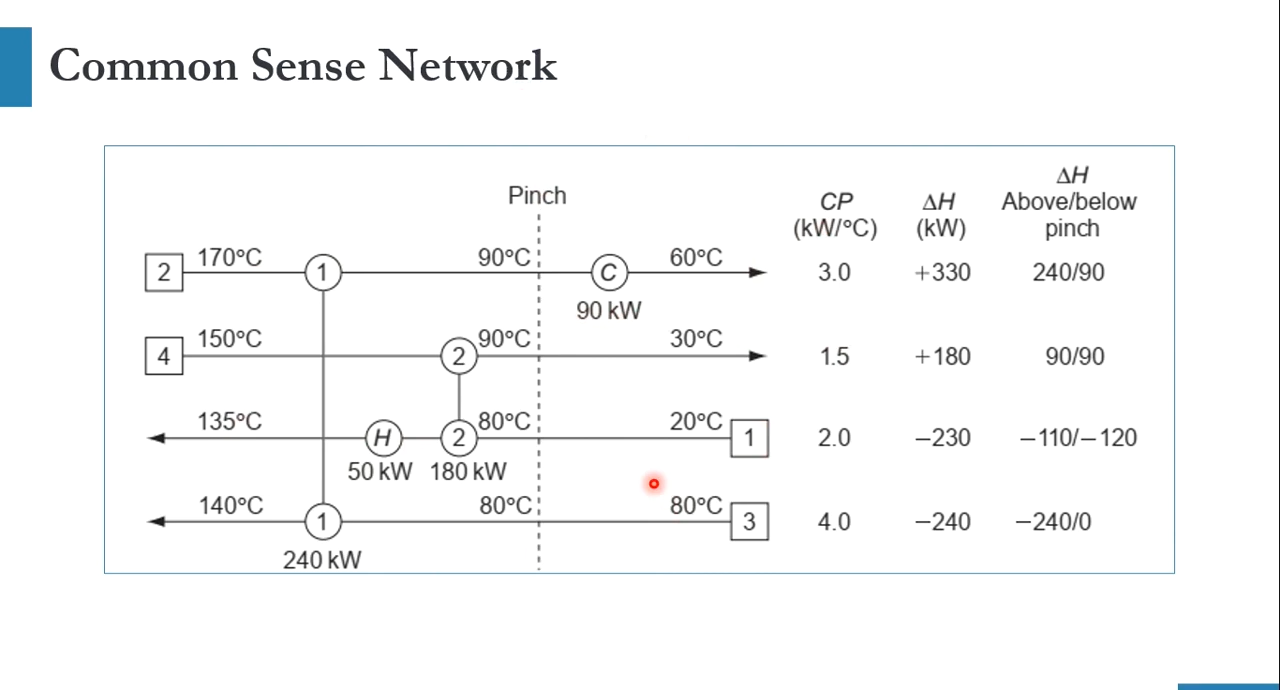 Common Sense Network
Pinch
CP
(kW/°C)
ΔH
(kW)
ΔH
Above/below
pinch
2 170°C 1 90°C C 60°C 3.0 +330 240/90
90 kW
4 150°C 2 90°C 30°C 1.5 +180 90/90
135°C H 2 80°C 20°C 1 2.0 −230 −110/−120
50 kW 180 kW
140°C 1 80°C 80°C 3 4.0 −240 −240/0
240 kW